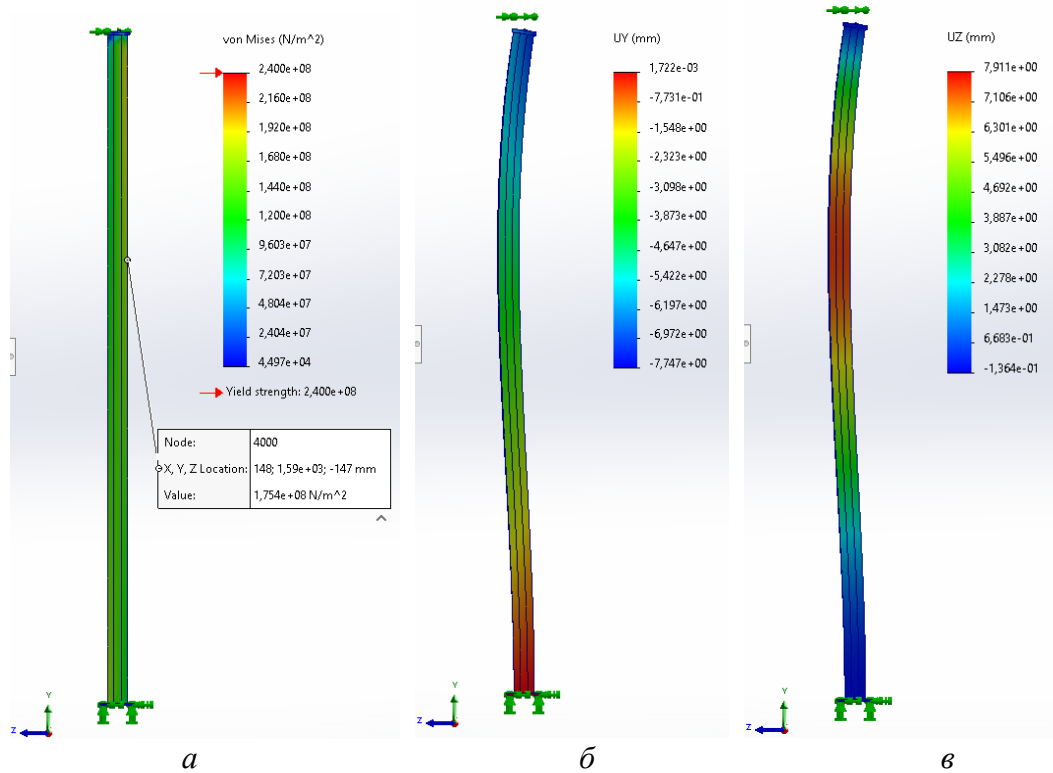 von Mises (N/m^2)
2,400e+08
2,160e+08
1,920e+08
1,680e+08
1,440e+08
1,200e+08
9,603e+07
7,203e+07
4,804e+07
2,404e+07
4,497e+04
Yield strength: 2,400e+08
Node: 4000
X, Y, Z Location: 148; 1,59e+03; -147 mm
Value: 1,754e+08 N/m^2
Y
Z
а
UY (mm)
1,722e-03
-7,731e-01
-1,548e+00
-2,323e+00
-3,098e+00
-3,873e+00
-4,647e+00
-5,422e+00
-6,197e+00
-6,972e+00
-7,747e+00
Y
Z
б
UZ (mm)
7,911e+00
7,106e+00
6,301e+00
5,496e+00
4,692e+00
3,887e+00
3,082e+00
2,278e+00
1,473e+00
6,683e-01
-1,364e-01
Y
Z
в